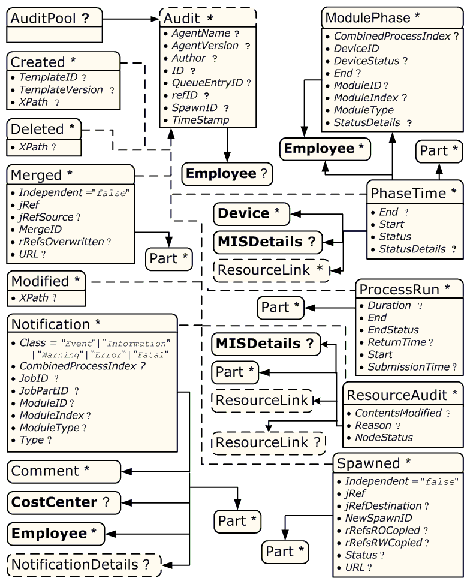 AuditPool ?
Audit *
• AgentName ?
• AgentVersion ?
• Author ?
• ID ?
• QueueEntryID ?
• refID ?
• SpawnID ?
• TimeStamp
ModulePhase *
• CombinedProcessIndex ?
• DeviceID
• DeviceStatus ?
• End ?
• ModuleID ?
• ModuleIndex ?
• ModuleType
• StatusDetails ?
Created *
• TemplateID ?
• TemplateVersion ?
• XPath ?
Deleted *
• XPath ?
Employee *
Part *
Employee ?
Merged *
• Independent ="false"
• jRef
• jRefSource ?
• MergeID
• rRefsOverwritten ?
• URL ?
Part *
PhaseTime *
• End ?
• Start
• Status
• StatusDetails ?
Device *
MISDetails ?
ResourceLink *
Modified *
• XPath ?
ProcessRun *
• Duration ?
• End
• EndStatus
• ReturnTime ?
• Start
• SubmissionTime ?
Part *
Notification *
• Class = "Event"|"Information"
|"Warning"|"Error"|"Fatal"
• CombinedProcessIndex ?
• JobID ?
• JobPartID ?
• ModuleID ?
• ModuleIndex ?
• ModuleType ?
• Type ?
MISDetails ?
Part *
ResourceLink
ResourceLink ?
ResourceAudit *
• ContentsModified ?
• Reason ?
• NodeStatus
Comment *
CostCenter ?
Employee *
NotificationDetails ?
Part *
Part *
Spawned *
• Independent ="false"
• jRef
• jRefDestination ?
• NewSpawnID
• rRefsROCopied ?
• rRefsRWCopied ?
• Status ?
• URL ?